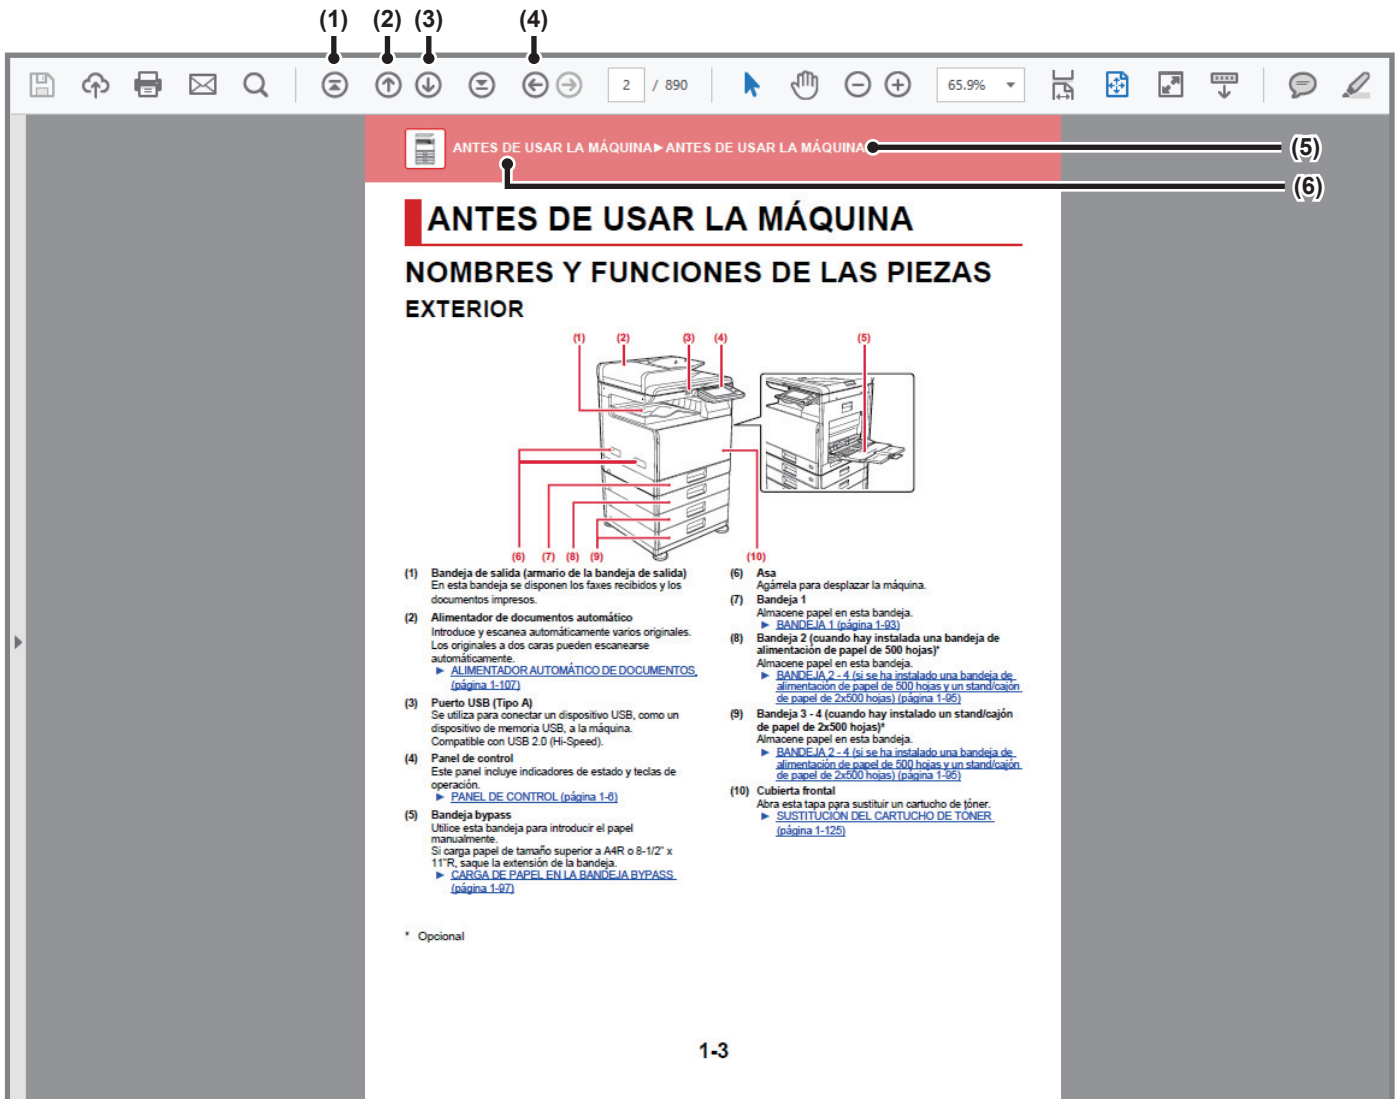 (1) (2) (3) (4)
2 / 890 65.9%
ANTES DE USAR LA MÁQUINA►ANTES DE USAR LA MÁQUINA
(5)
(6)
ANTES DE USAR LA MÁQUINA
NOMBRES Y FUNCIONES DE LAS PIEZAS
EXTERIOR
(1) (2) (3) (4) (5)
(6) (7) (8) (9) (10)
(1) Bandeja de salida (armario de la bandeja de salida)
En esta bandeja se disponen los faxes recibidos y los
documentos impresos.
(2) Alimentador de documentos automático
Introduce y escanea automáticamente varios originales.
Los originales a dos caras pueden escanearse
automáticamente.
► ALIMENTADOR AUTOMÁTICO DE DOCUMENTOS
(página 1-107)
(3) Puerto USB (Tipo A)
Se utiliza para conectar un dispositivo USB, como un
dispositivo de memoria USB, a la máquina.
Compatible con USB 2.0 (Hi-Speed).
(4) Panel de control
Este panel incluye indicadores de estado y teclas de
operación.
► PANEL DE CONTROL (página 1-6)
(5) Bandeja bypass
Utilice esta bandeja para introducir el papel
manualmente.
Si carga papel de tamaño superior a A4R o 8-1/2" x
11"R, saque la extensión de la bandeja.
► CARGA DE PAPEL EN LA BANDEJA BYPASS
(página 1-97)
(6) Asa
Agárrela para desplazar la máquina.
(7) Bandeja 1
Almacene papel en esta bandeja.
► BANDEJA 1 (página 1-93)
(8) Bandeja 2 (cuando hay instalada una bandeja de
alimentación de papel de 500 hojas)*
Almacene papel en esta bandeja.
► BANDEJA 2 - 4 (si se ha instalado una bandeja de
alimentación de papel de 500 hojas y un stand/cajón
de papel de 2x500 hojas) (página 1-95)
(9) Bandeja 3 - 4 (cuando hay instalado un stand/cajón
de papel de 2x500 hojas)*
Almacene papel en esta bandeja.
► BANDEJA 2 - 4 (si se ha instalado una bandeja de
alimentación de papel de 500 hojas y un stand/cajón
de papel de 2x500 hojas) (página 1-95)
(10) Cubierta frontal
Abra esta tapa para sustituir un cartucho de tóner.
► SUSTITUCIÓN DEL CARTUCHO DE TÓNER
(página 1-125)
* Opcional
1-3